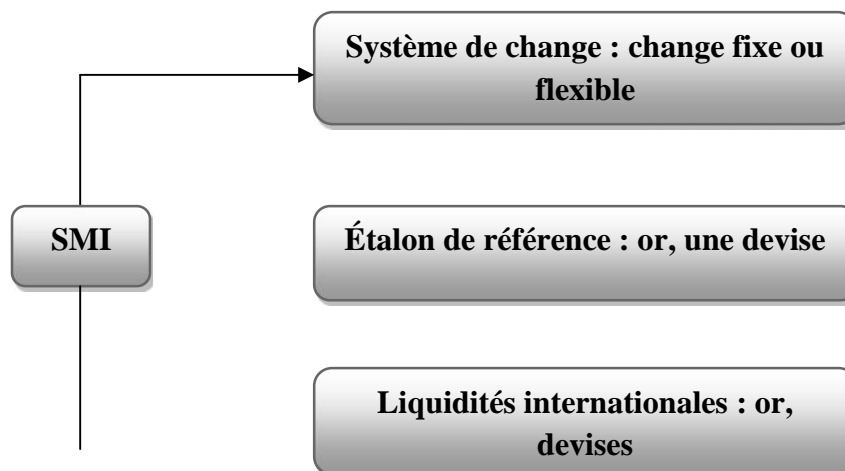 Système de change : change fixe ou
flexible
SMI
Étalon de référence : or, une devise
Liquidités internationales : or,
devises